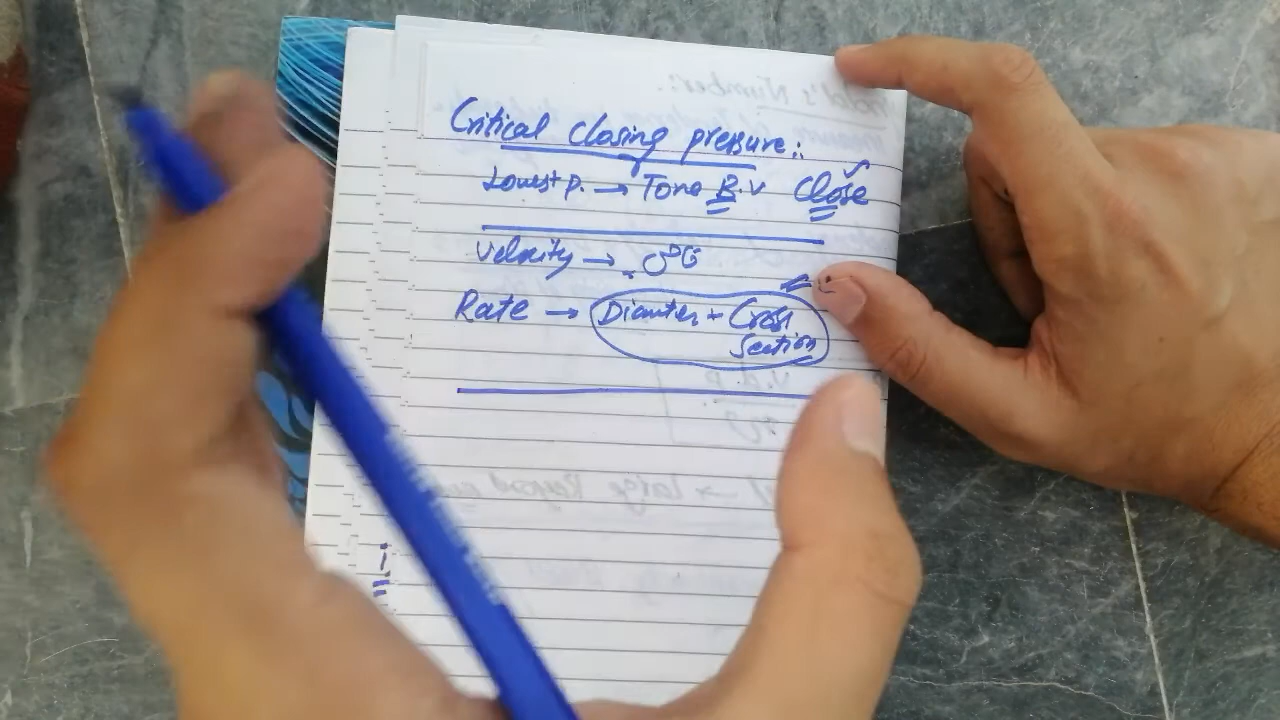 Critical closing pressure:
Lowest p. → Tone B.V Close ✓
Velocity →
Rate → Diameter + Cross
Section
i